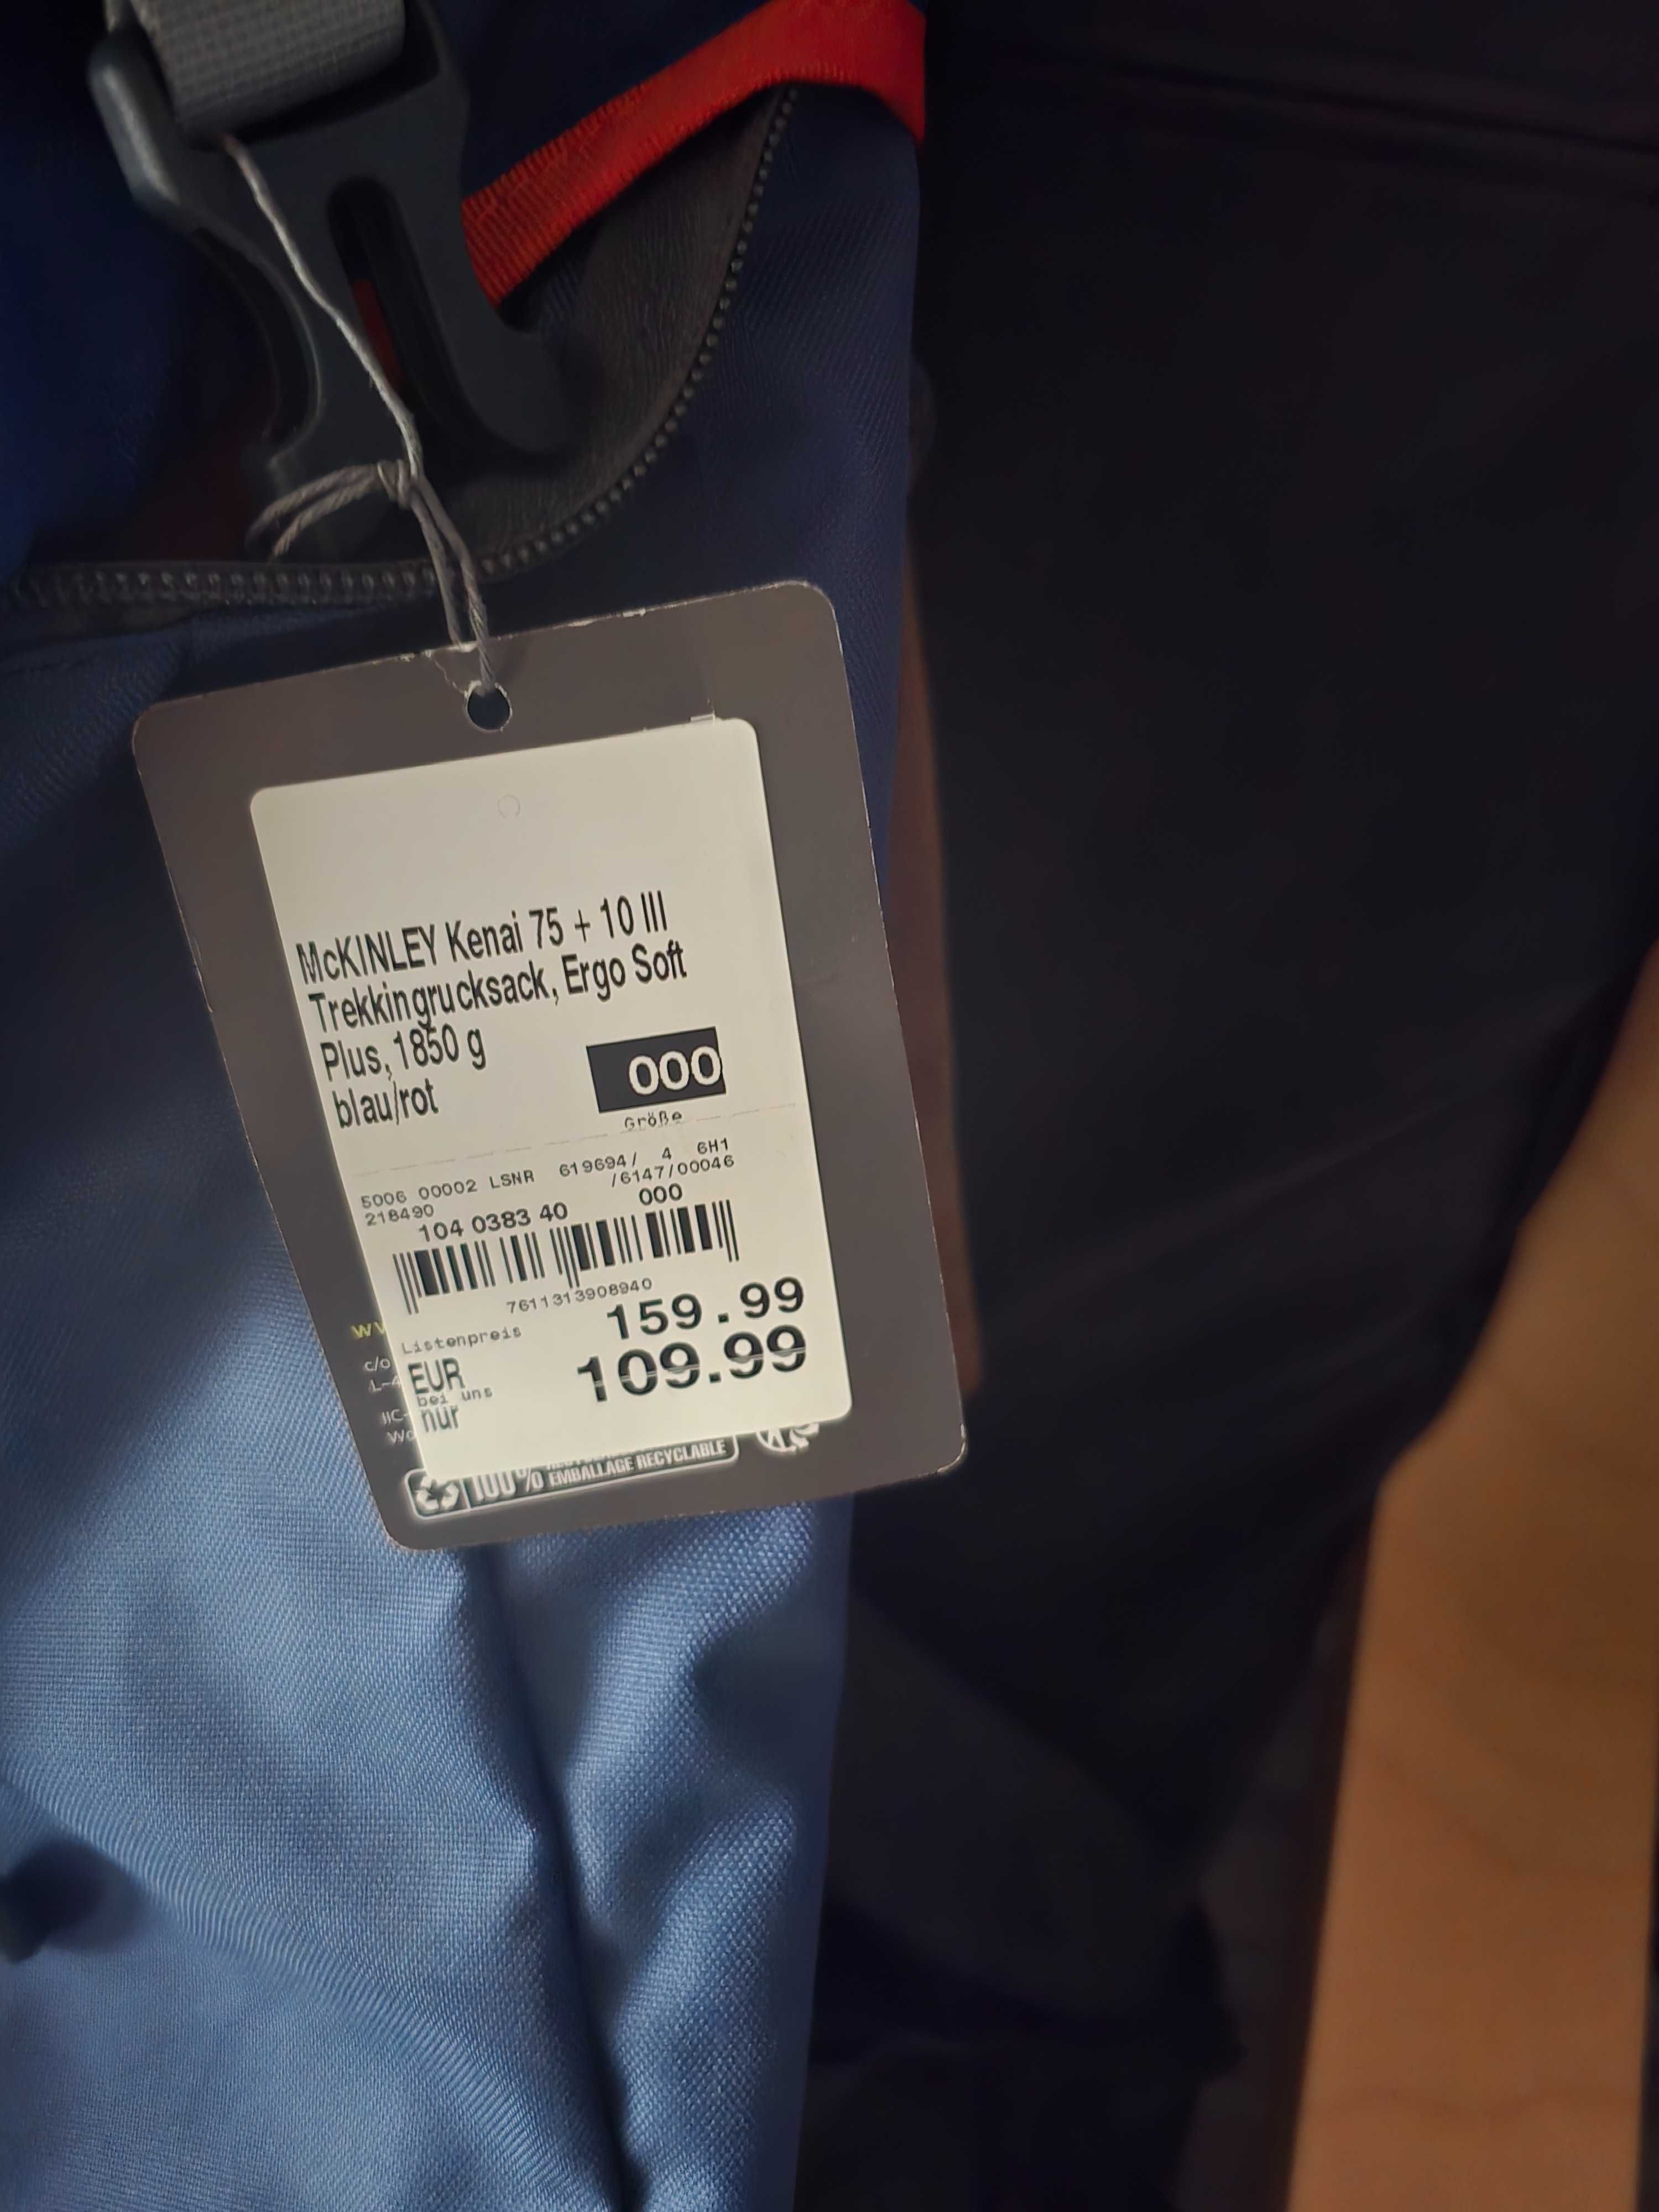 McKINLEY Kenai 75 + 10 III
Trekkingrucksack, Ergo Soft
Plus, 1850 g
blau/rot
000
Größe
5006 00002 LSNR 619694/ 4 6H1
218490 /6147/00046
104 0383 40 000
7611313908940
Listenpreis 159.99
EUR 109.99
bei uns
nur
c/o
100% EMBALLAGE RECYCLABLE